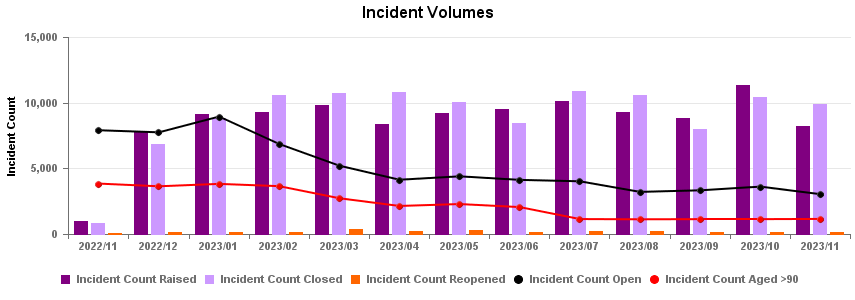 Incident Volumes
Incident Count
15,000
10,000
5,000
0
2022/11 2022/12 2023/01 2023/02 2023/03 2023/04 2023/05 2023/06 2023/07 2023/08 2023/09 2023/10 2023/11
Incident Count Raised Incident Count Closed Incident Count Reopened Incident Count Open Incident Count Aged >90